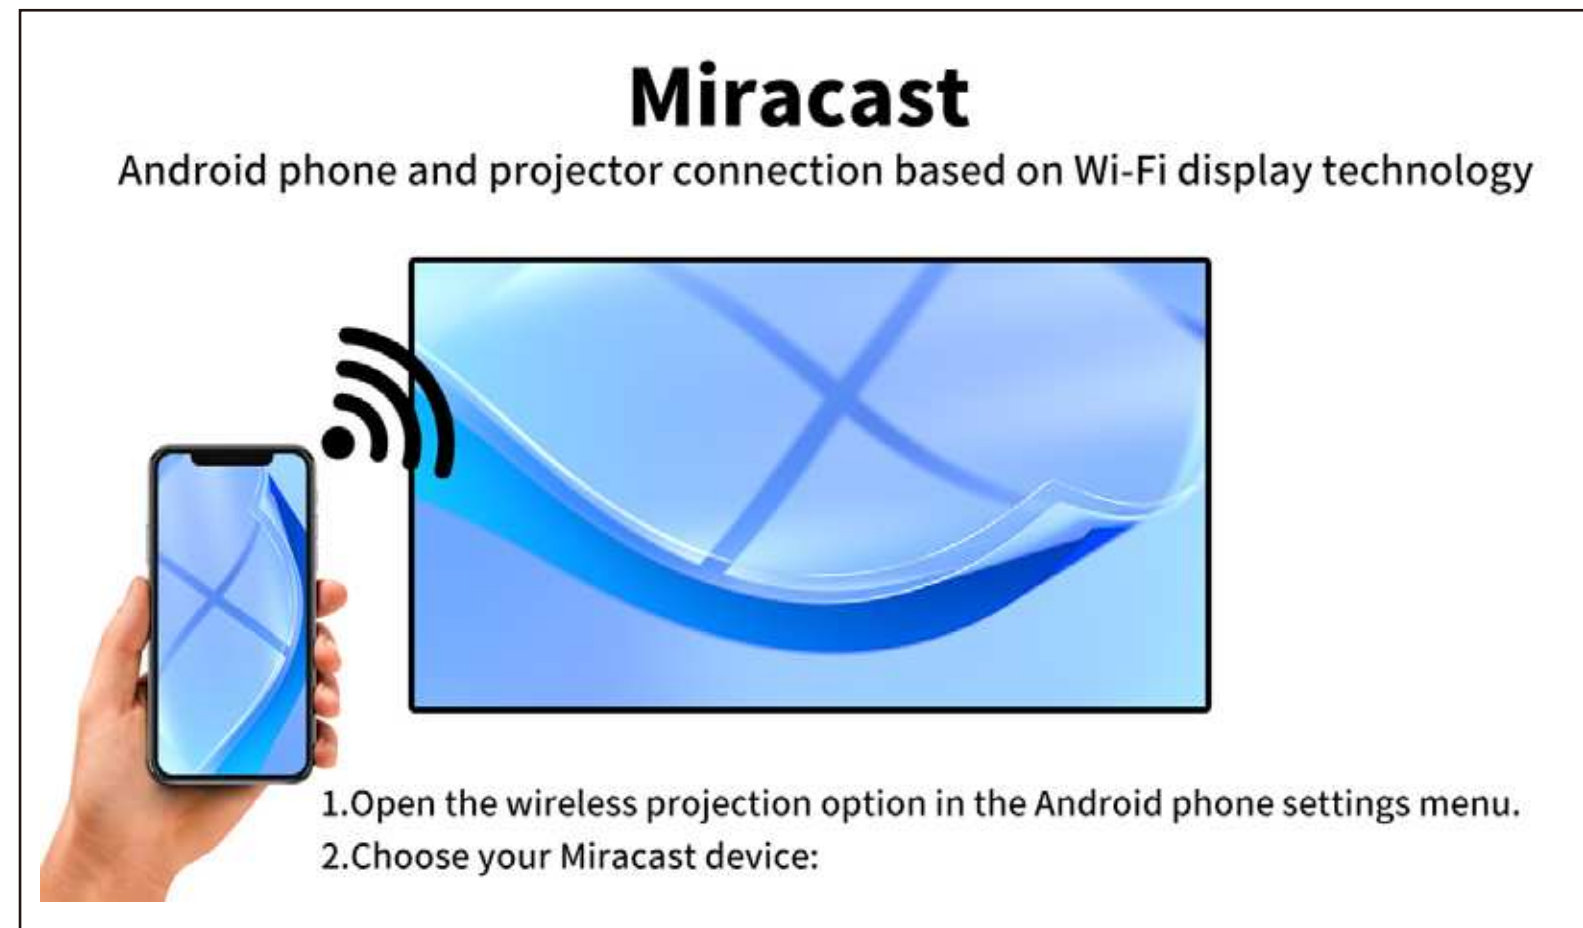 Miracast
Android phone and projector connection based on Wi-Fi display technology
1.Open the wireless projection option in the Android phone settings menu.
2.Choose your Miracast device: